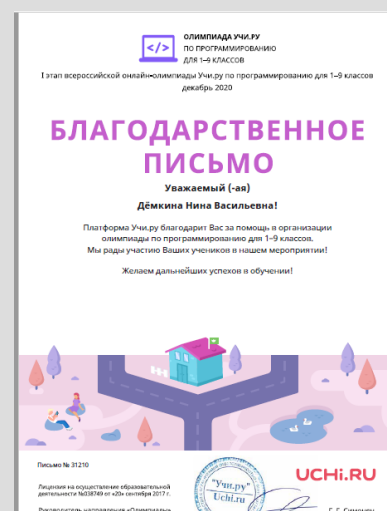 ОЛИМПИАДА УЧИ.РУ
ПО ПРОГРАММИРОВАНИЮ
ДЛЯ 1–9 КЛАССОВ
I этап всероссийской онлайн-олимпиады Учи.ру по программированию для 1–9 классов
декабрь 2020
БЛАГОДАРСТВЕННОЕ
ПИСЬМО
Уважаемый (-ая)
Дёмкина Нина Васильевна!
Платформа Учи.ру благодарит Вас за помощь в организации
олимпиады по программированию для 1–9 классов.
Мы рады участию Ваших учеников в нашем мероприятии!
Желаем дальнейших успехов в обучении!
Письмо № 31210
Лицензия на осуществление образовательной
деятельности №038749 от «20» сентября 2017 г.
"Учи.ру"
Uchi.ru
UCHi.RU